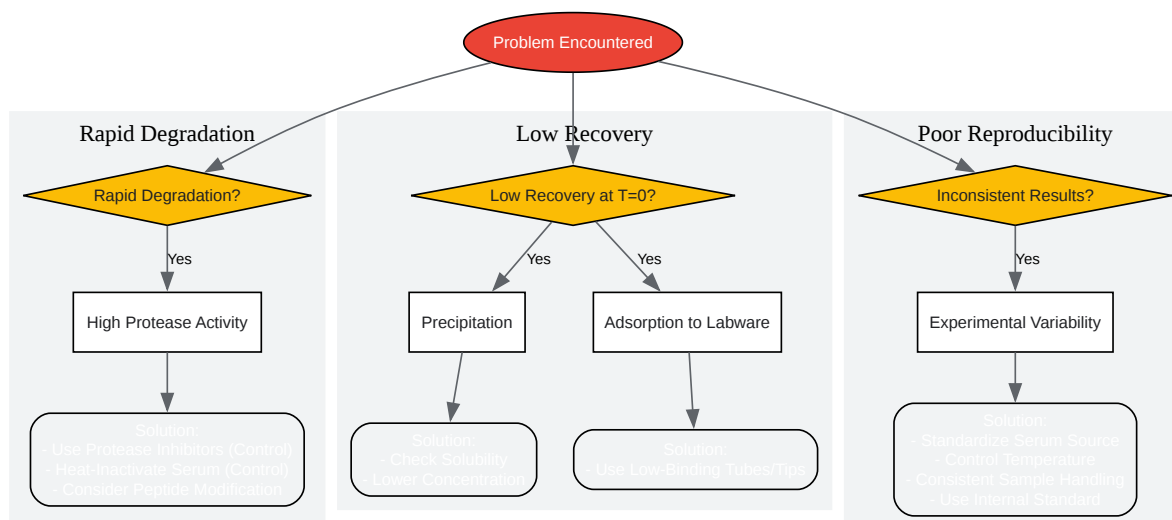 Problem Encountered
Rapid Degradation
Low Recovery
Poor Reproducibility
Rapid Degradation?
Low Recovery at T=0?
Inconsistent Results?
Yes
Yes
Yes
Yes
High Protease Activity
Precipitation
Adsorption to Labware
Experimental Variability
Solution:
- Use Protease Inhibitors (Control)
- Heat-Inactivate Serum (Control)
- Consider Peptide Modification
Solution:
- Check Solubility
- Lower Concentration
Solution:
- Use Low-Binding Tubes/Tips
Solution:
- Standardize Serum Source
- Control Temperature
- Consistent Sample Handling
- Use Internal Standard